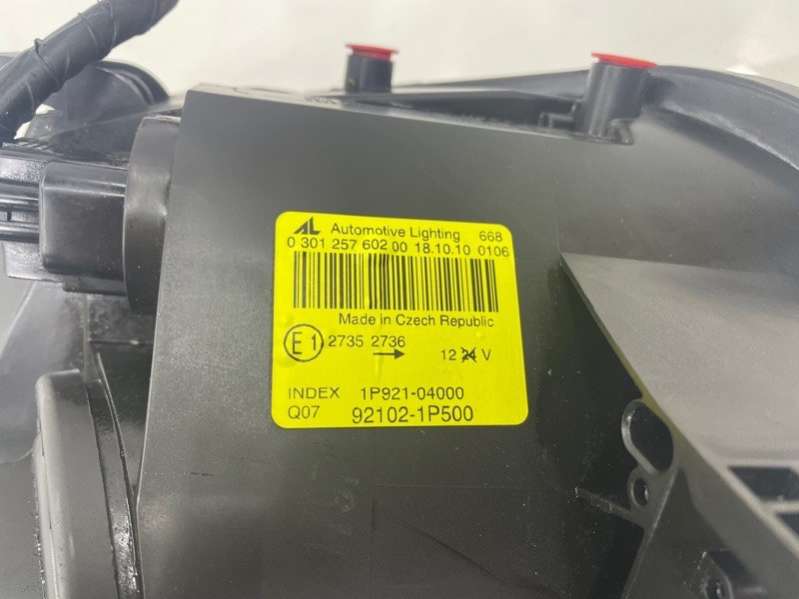 AL Automotive Lighting 668
0 301 257 602 00 18.10.10 0106
Made in Czech Republic
E1 2735 2736
12 24 V
INDEX 1P921-04000
Q07 92102-1P500